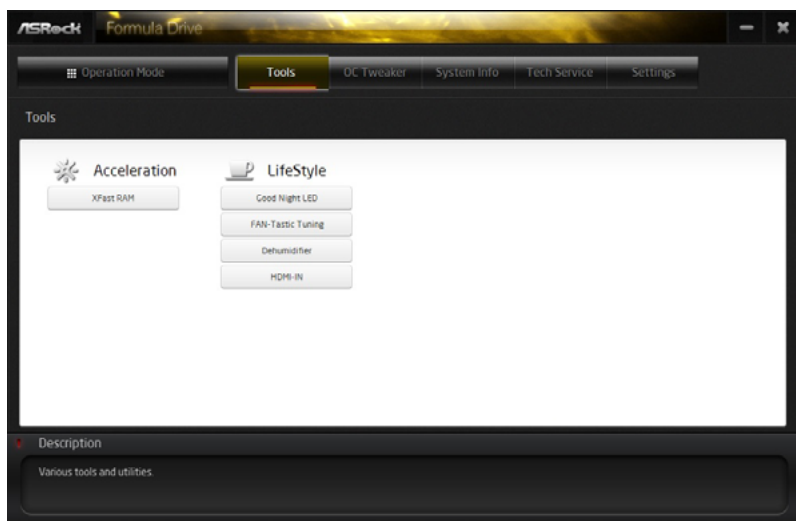 ASRock Formula Drive
Operation Mode Tools OC Tweaker System Info Tech Service Settings
Tools
Acceleration LifeStyle
XFast RAM Good Night LED
FAN-Tastic Tuning
Dehumidifier
HDMI-IN
Description
Various tools and utilities.